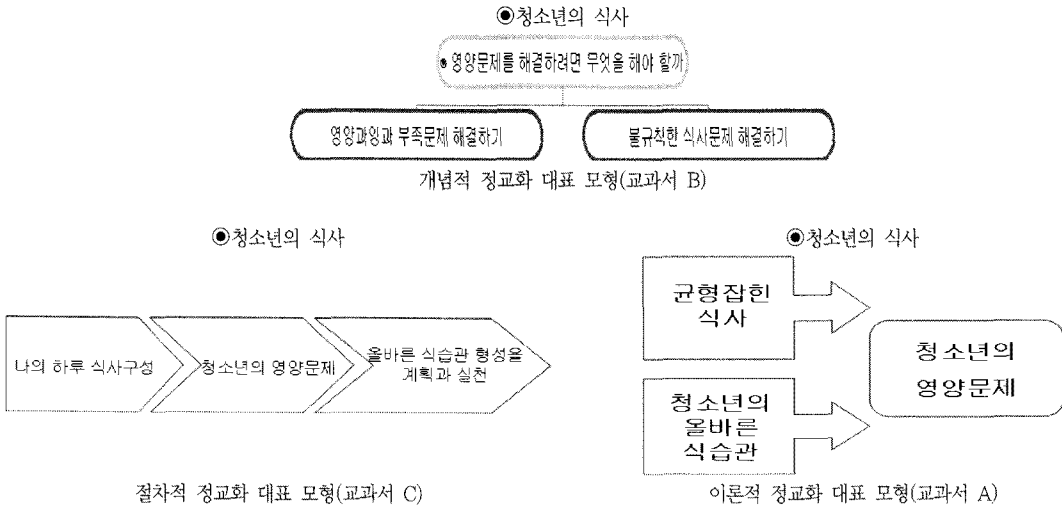 ◉청소년의 식사
• 영양문제를 해결하려면 무엇을 해야 할까
영양과잉과 부족문제 해결하기
불규칙한 식사문제 해결하기
개념적 정교화 대표 모형(교과서 B)
◉청소년의 식사
나의 하루 식사구성
청소년의 영양문제
올바른 식습관 형성을
계획과 실천
절차적 정교화 대표 모형(교과서 C)
◉청소년의 식사
균형잡힌
식사
청소년의
올바른
식습관
청소년의
영양문제
이론적 정교화 대표 모형(교과서 A)